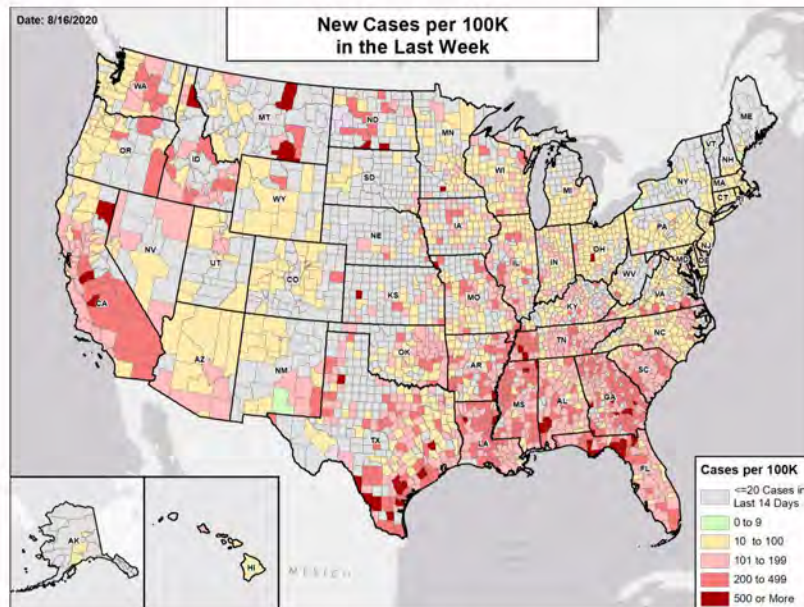 Date: 8/16/2020
New Cases per 100K
in the Last Week
WA
MT
ND
MN
ME
OR
ID
WI
VT
NH
SD
MI
NY
MA
WY
CT
IA
PA
NE
NJ
NV
UT
IL
IN
OH
MD
DE
CO
WV
CA
KS
MO
VA
KY
NC
TN
AZ
OK
NM
AR
SC
MS
AL
GA
TX
LA
FL
AK
HI
MEXICO
Cases per 100K
<=20 Cases in
Last 14 Days
0 to 9
10 to 100
101 to 199
200 to 499
500 or More